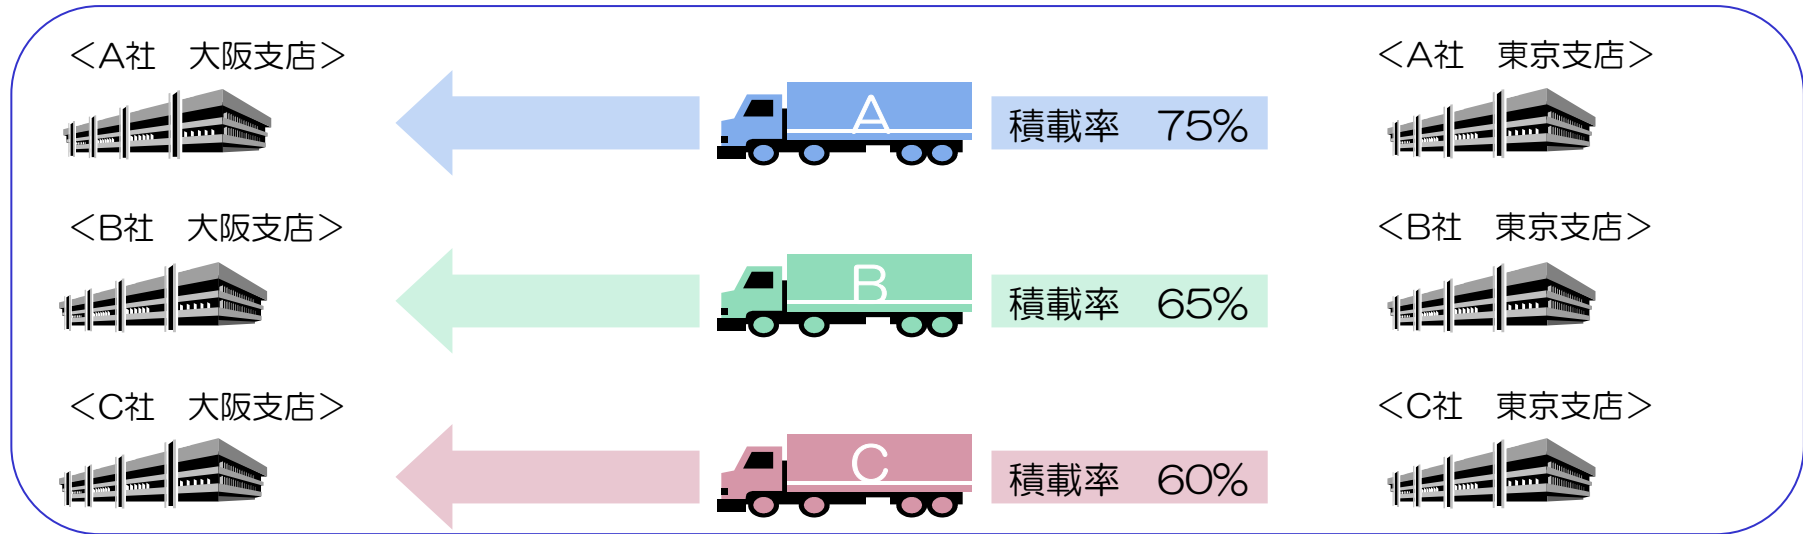 ＜A社　大阪支店＞
A
積載率　75%
＜A社　東京支店＞
＜B社　大阪支店＞
B
積載率　65%
＜B社　東京支店＞
＜C社　大阪支店＞
C
積載率　60%
＜C社　東京支店＞